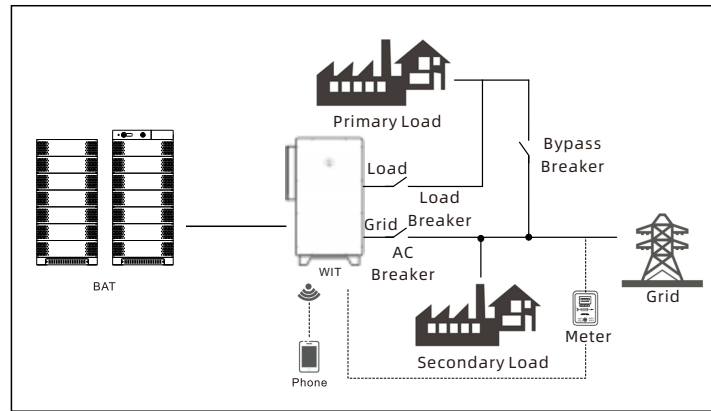 Primary Load
Bypass
Breaker
Load
Load
Breaker
Grid
AC
Breaker
WIT
BAT
Grid
Meter
Secondary Load
Phone